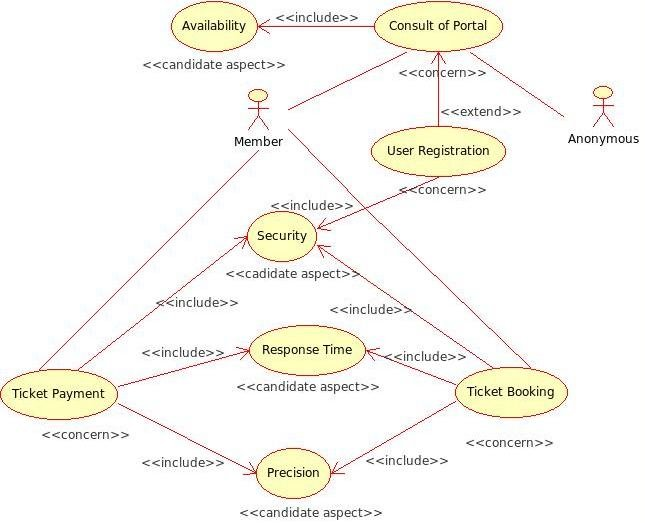 Availability
<<include>>
Consult of Portal
<<candidate aspect>>
<<concern>>
<<extend>>
Member
Anonymous
User Registration
<<concern>>
<<include>>
Security
<<cadidate aspect>>
<<include>>
<<include>>
<<include>>
Response Time
<<include>>
<<candidate aspect>>
Ticket Payment
Ticket Booking
<<concern>>
<<concern>>
<<include>>
<<include>>
Precision
<<candidate aspect>>